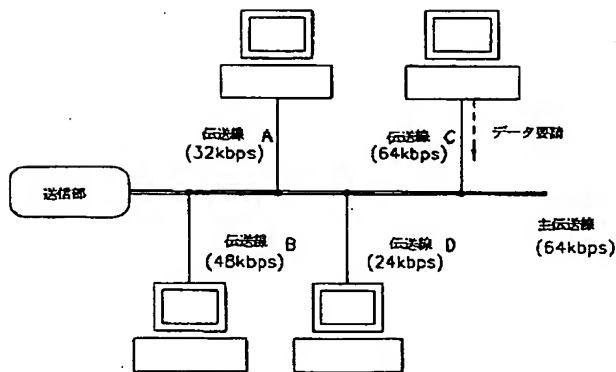 伝送線 A
(32kbps)
伝送線 C
(64kbps)
データ要請
送信部
伝送線 B
(48kbps)
伝送線 D
(24kbps)
主伝送線
(64kbps)